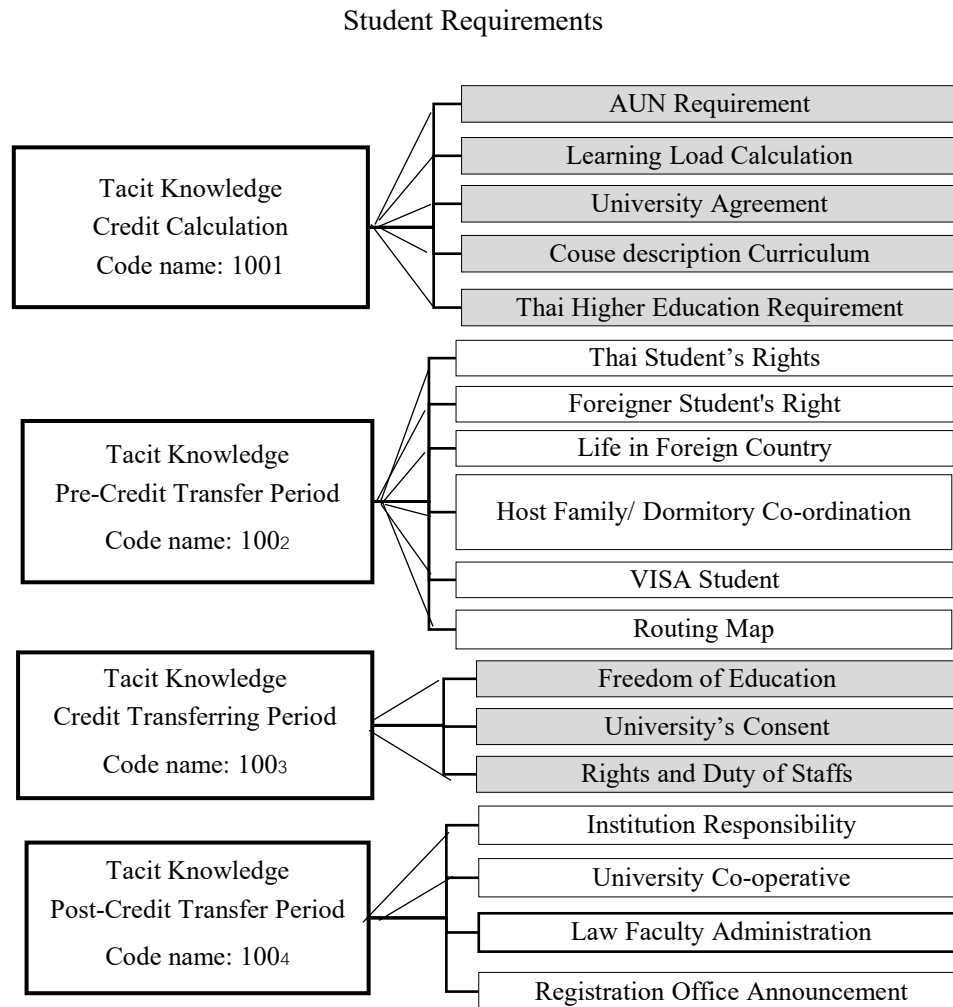 Student Requirements
Tacit Knowledge
Credit Calculation
Code name: 1001
AUN Requirement
Learning Load Calculation
University Agreement
Couse description Curriculum
Thai Higher Education Requirement
Tacit Knowledge
Pre-Credit Transfer Period
Code name: 1002
Thai Student’s Rights
Foreigner Student's Right
Life in Foreign Country
Host Family/ Dormitory Co-ordination
VISA Student
Routing Map
Tacit Knowledge
Credit Transferring Period
Code name: 1003
Freedom of Education
University’s Consent
Rights and Duty of Staffs
Tacit Knowledge
Post-Credit Transfer Period
Code name: 1004
Institution Responsibility
University Co-operative
Law Faculty Administration
Registration Office Announcement